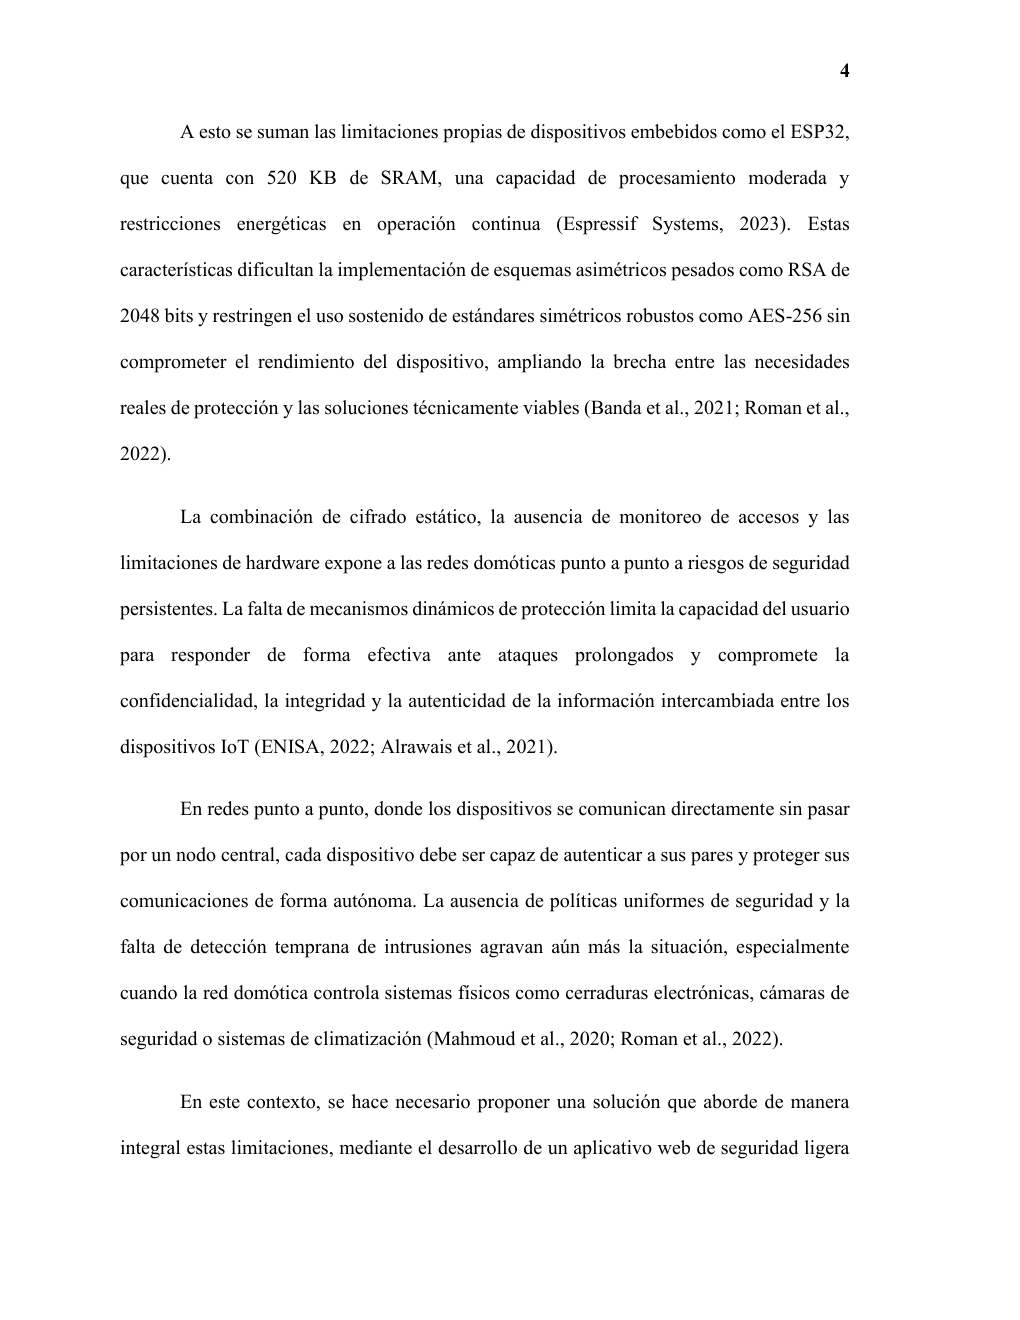 4
A esto se suman las limitaciones propias de dispositivos embebidos como el ESP32,
que cuenta con 520 KB de SRAM, una capacidad de procesamiento moderada y
restricciones energéticas en operación continua (Espressif Systems, 2023). Estas
características dificultan la implementación de esquemas asimétricos pesados como RSA de
2048 bits y restringen el uso sostenido de estándares simétricos robustos como AES-256 sin
comprometer el rendimiento del dispositivo, ampliando la brecha entre las necesidades
reales de protección y las soluciones técnicamente viables (Banda et al., 2021; Roman et al.,
2022).
La combinación de cifrado estático, la ausencia de monitoreo de accesos y las
limitaciones de hardware expone a las redes domóticas punto a punto a riesgos de seguridad
persistentes. La falta de mecanismos dinámicos de protección limita la capacidad del usuario
para responder de forma efectiva ante ataques prolongados y compromete la
confidencialidad, la integridad y la autenticidad de la información intercambiada entre los
dispositivos IoT (ENISA, 2022; Alrawais et al., 2021).
En redes punto a punto, donde los dispositivos se comunican directamente sin pasar
por un nodo central, cada dispositivo debe ser capaz de autenticar a sus pares y proteger sus
comunicaciones de forma autónoma. La ausencia de políticas uniformes de seguridad y la
falta de detección temprana de intrusiones agravan aún más la situación, especialmente
cuando la red domótica controla sistemas físicos como cerraduras electrónicas, cámaras de
seguridad o sistemas de climatización (Mahmoud et al., 2020; Roman et al., 2022).
En este contexto, se hace necesario proponer una solución que aborde de manera
integral estas limitaciones, mediante el desarrollo de un aplicativo web de seguridad ligera